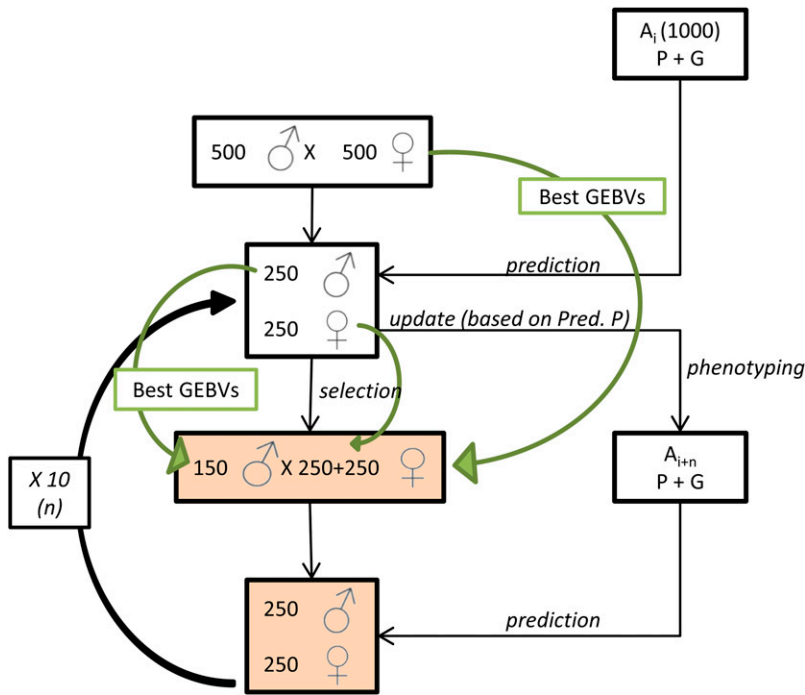 Aᵢ (1000)
P + G
500 ♂ X 500 ♀
Best GEBVs
250 ♂
prediction
250 ♀
update (based on Pred. P)
phenotyping
Best GEBVs
selection
150 ♂ X 250+250 ♀
Aᵢ₊ₙ
P + G
X 10
(n)
250 ♂
prediction
250 ♀